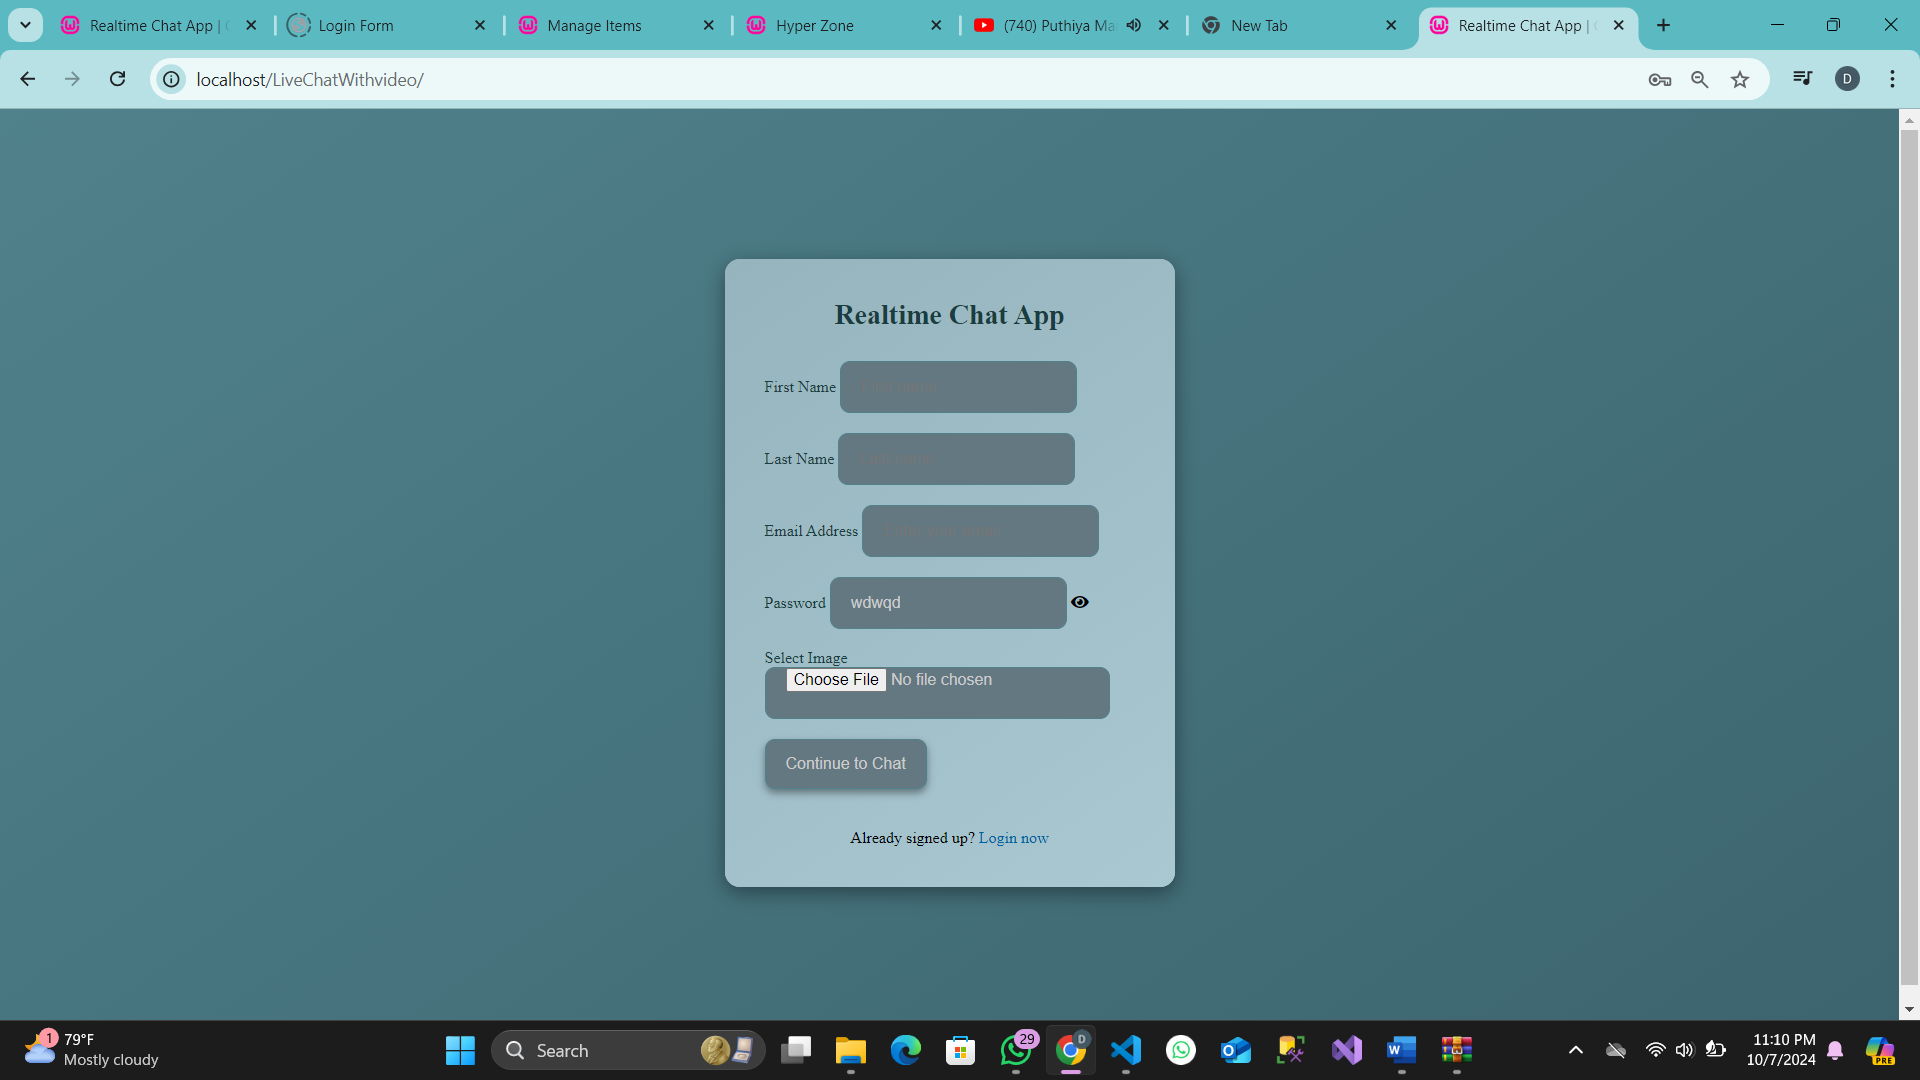 Realtime Chat App |
Login Form
Manage Items
Hyper Zone
(740) Puthiya Ma
New Tab
Realtime Chat App |
localhost/LiveChatWithvideo/
D
Realtime Chat App
First Name
Last Name
Email Address
Password wdwqd
Select Image
Choose File No file chosen
Continue to Chat
Already signed up? Login now
1
79°F
Mostly cloudy
Search
29
D
PRE
11:10 PM
10/7/2024